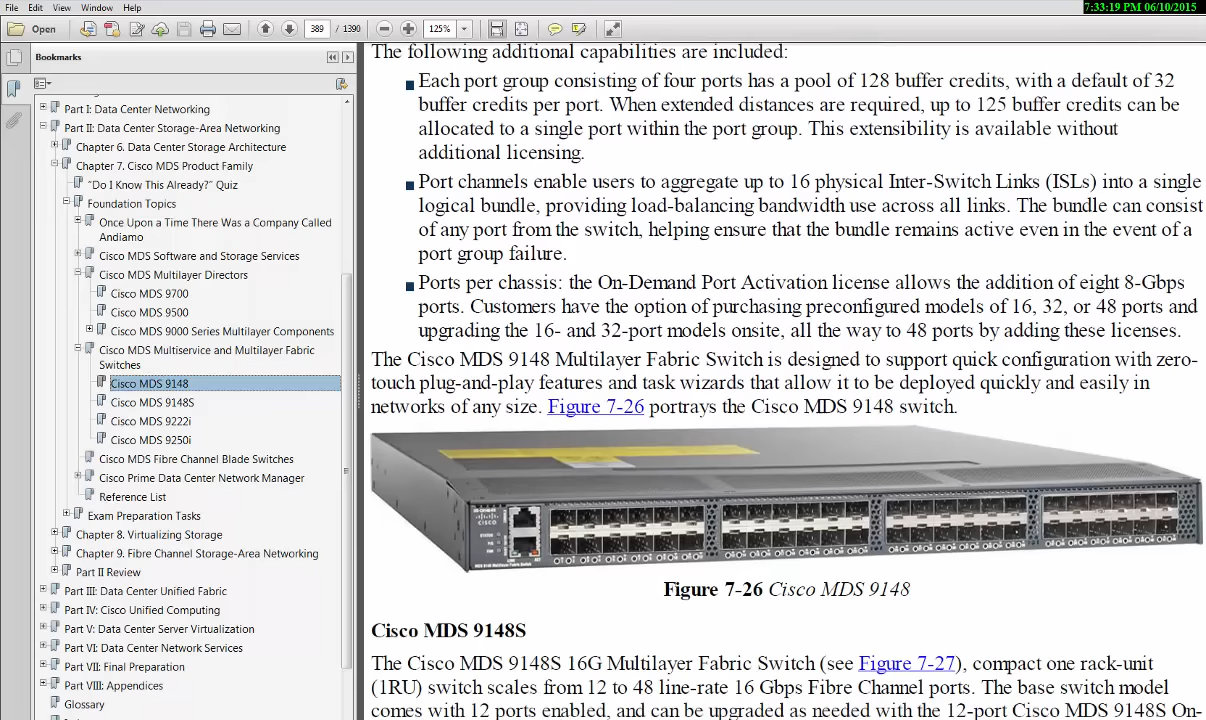 File Edit View Window Help
7:33:19 PM 06/10/2015
Open
389 / 1390
125%
Bookmarks
Part I: Data Center Networking
Part II: Data Center Storage-Area Networking
Chapter 6. Data Center Storage Architecture
Chapter 7. Cisco MDS Product Family
“Do I Know This Already?” Quiz
Foundation Topics
Once Upon a Time There Was a Company Called
Andiamo
Cisco MDS Software and Storage Services
Cisco MDS Multilayer Directors
Cisco MDS 9700
Cisco MDS 9500
Cisco MDS 9000 Series Multilayer Components
Cisco MDS Multiservice and Multilayer Fabric
Switches
Cisco MDS 9148
Cisco MDS 9148S
Cisco MDS 9222i
Cisco MDS 9250i
Cisco MDS Fibre Channel Blade Switches
Cisco Prime Data Center Network Manager
Reference List
Exam Preparation Tasks
Chapter 8. Virtualizing Storage
Chapter 9. Fibre Channel Storage-Area Networking
Part II Review
Part III: Data Center Unified Fabric
Part IV: Cisco Unified Computing
Part V: Data Center Server Virtualization
Part VI: Data Center Network Services
Part VII: Final Preparation
Part VIII: Appendices
Glossary
The following additional capabilities are included:
Each port group consisting of four ports has a pool of 128 buffer credits, with a default of 32
buffer credits per port. When extended distances are required, up to 125 buffer credits can be
allocated to a single port within the port group. This extensibility is available without
additional licensing.
Port channels enable users to aggregate up to 16 physical Inter-Switch Links (ISLs) into a single
logical bundle, providing load-balancing bandwidth use across all links. The bundle can consist
of any port from the switch, helping ensure that the bundle remains active even in the event of a
port group failure.
Ports per chassis: the On-Demand Port Activation license allows the addition of eight 8-Gbps
ports. Customers have the option of purchasing preconfigured models of 16, 32, or 48 ports and
upgrading the 16- and 32-port models onsite, all the way to 48 ports by adding these licenses.
The Cisco MDS 9148 Multilayer Fabric Switch is designed to support quick configuration with zero-
touch plug-and-play features and task wizards that allow it to be deployed quickly and easily in
networks of any size. Figure 7-26 portrays the Cisco MDS 9148 switch.
CISCO
Figure 7-26 Cisco MDS 9148
Cisco MDS 9148S
The Cisco MDS 9148S 16G Multilayer Fabric Switch (see Figure 7-27), compact one rack-unit
(1RU) switch scales from 12 to 48 line-rate 16 Gbps Fibre Channel ports. The base switch model
comes with 12 ports enabled, and can be upgraded as needed with the 12-port Cisco MDS 9148S On-